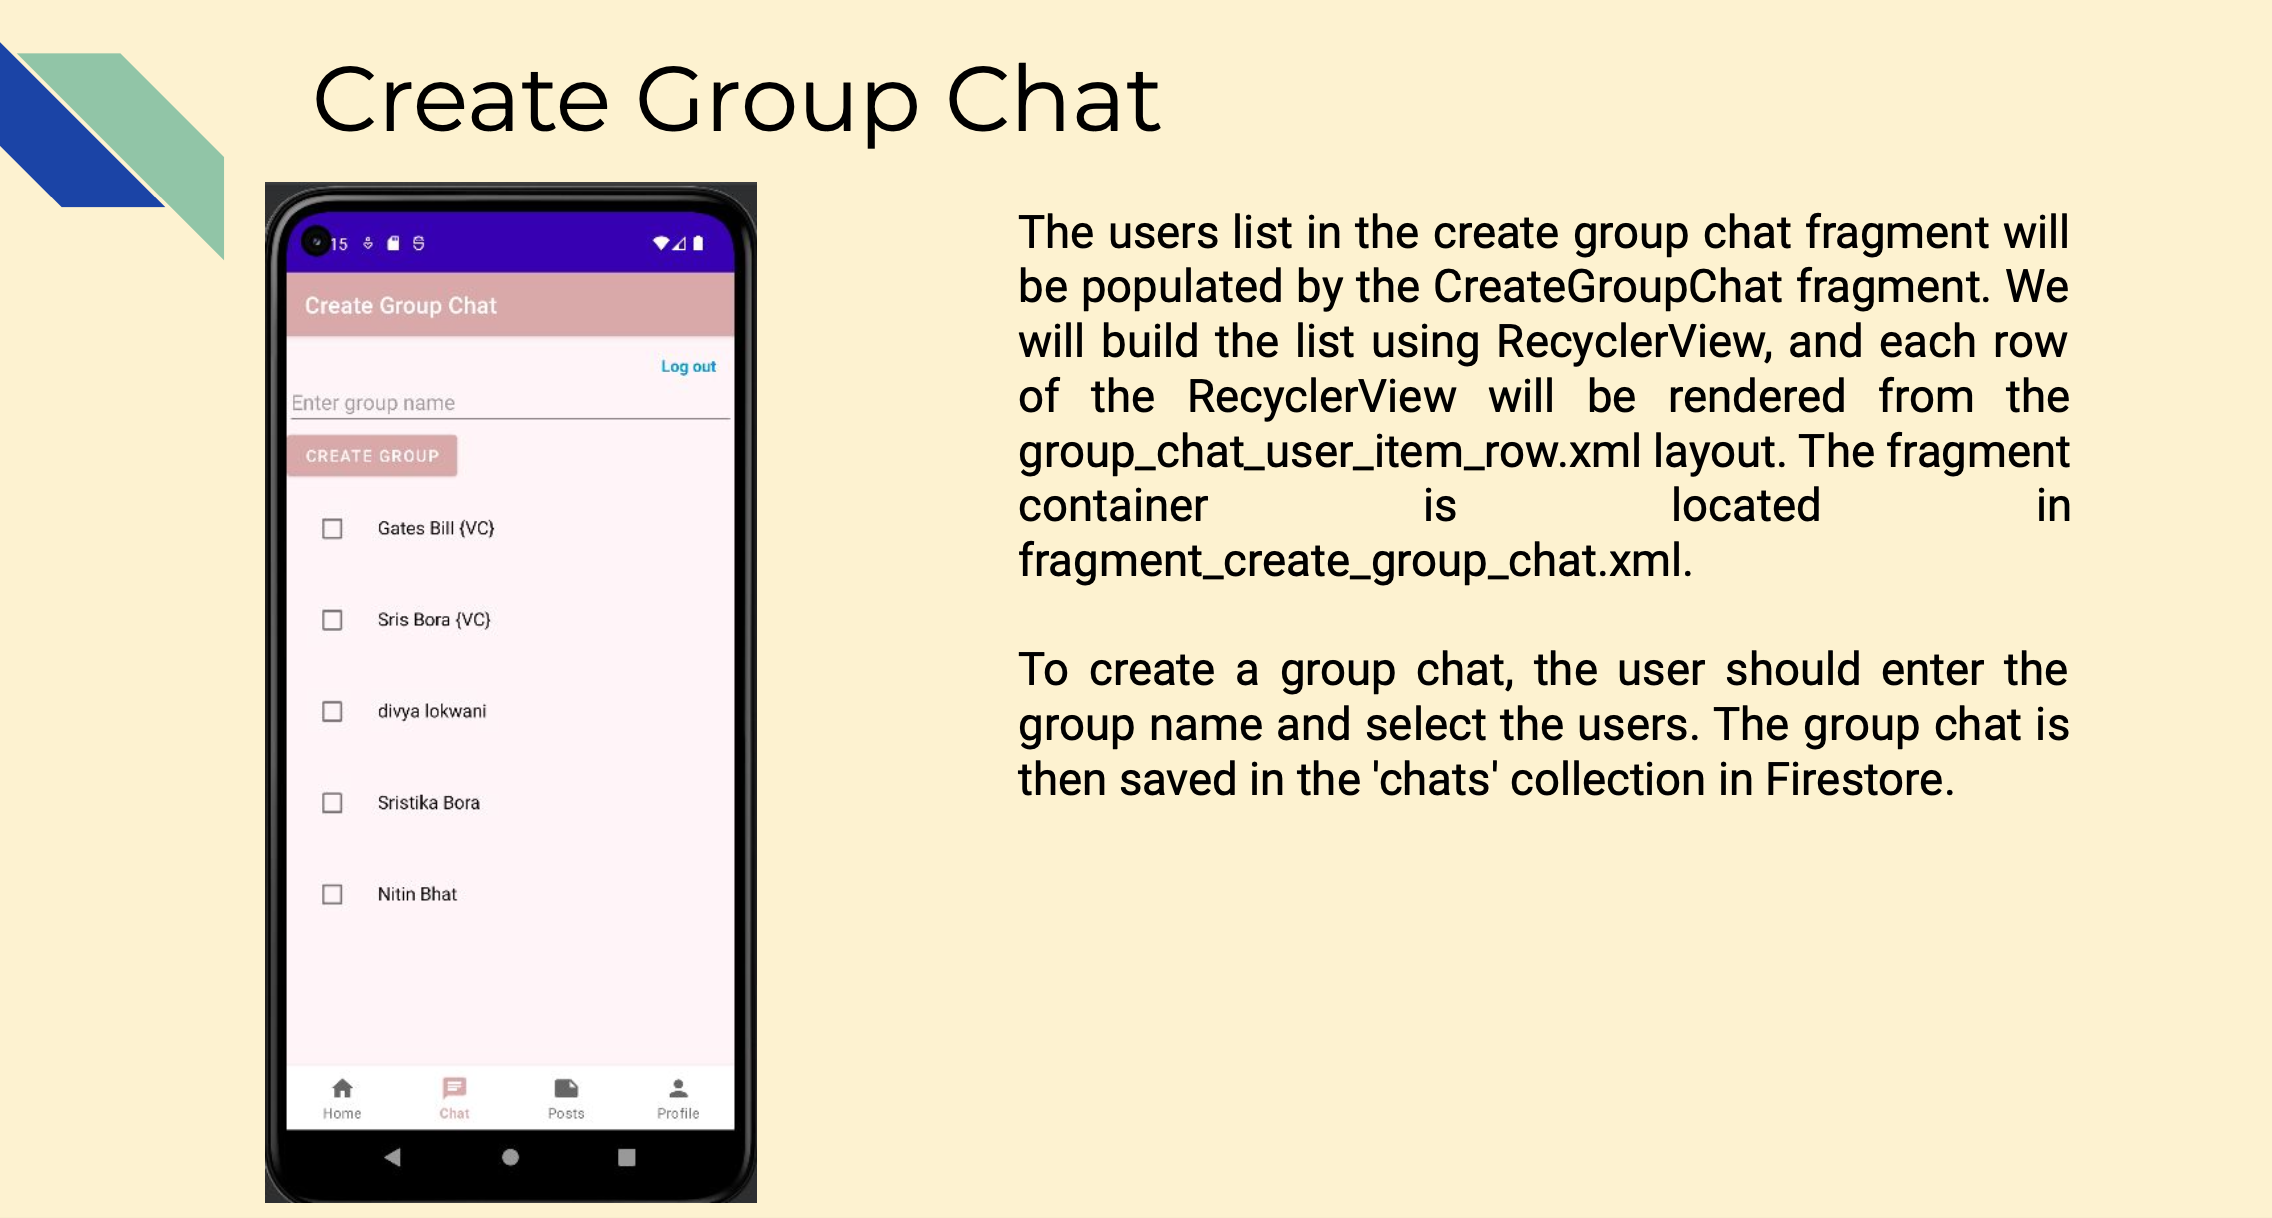 Create Group Chat
15
Create Group Chat
Log out
Enter group name
CREATE GROUP
Gates Bill {VC}
Sris Bora {VC}
divya lokwani
Sristika Bora
Nitin Bhat
Home Chat Posts Profile
The users list in the create group chat fragment will
be populated by the CreateGroupChat fragment. We
will build the list using RecyclerView, and each row
of the RecyclerView will be rendered from the
group_chat_user_item_row.xml layout. The fragment
container is located in
fragment_create_group_chat.xml.
To create a group chat, the user should enter the
group name and select the users. The group chat is
then saved in the 'chats' collection in Firestore.